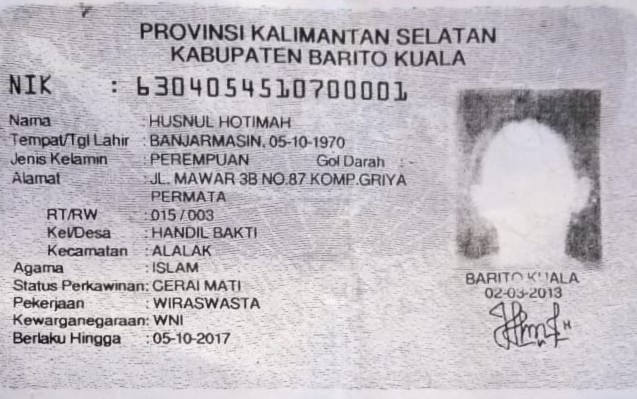 PROVINSI KALIMANTAN SELATAN
KABUPATEN BARITO KUALA
NIK : 6304054510700001
Nama : HUSNUL HOTIMAH
Tempat/Tgl Lahir : BANJARMASIN, 05-10-1970
Jenis Kelamin : PEREMPUAN Gol Darah : -
Alamat : JL. MAWAR 3B NO.87 KOMP.GRIYA
PERMATA
RT/RW : 015 / 003
Kel/Desa : HANDIL BAKTI
Kecamatan : ALALAK
Agama : ISLAM
Status Perkawinan: CERAI MATI
Pekerjaan : WIRASWASTA
Kewarganegaraan: WNI
Berlaku Hingga : 05-10-2017
BARITO KUALA
02-03-2013